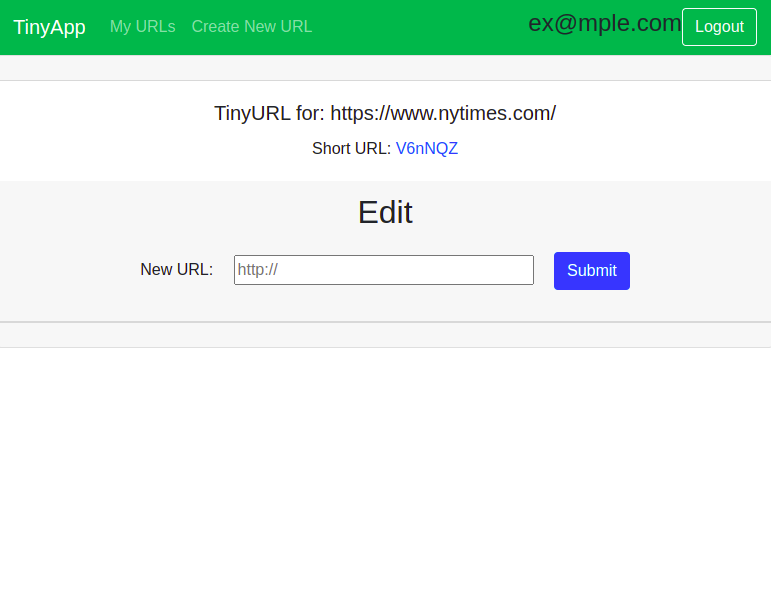 TinyApp My URLs Create New URL ex@mple.com Logout
TinyURL for: https://www.nytimes.com/
Short URL: V6nNQZ
Edit
New URL: http:// Submit